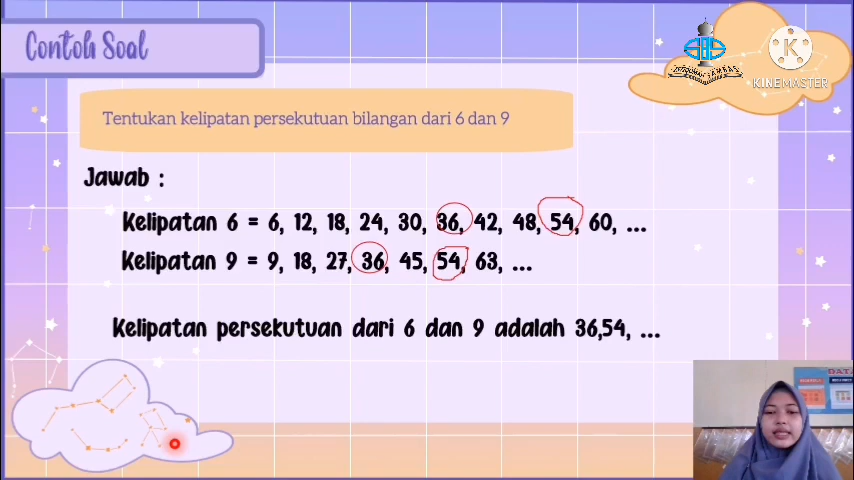 Contoh Soal
SBS
K
KINEMASTER
Tentukan kelipatan persekutuan bilangan dari 6 dan 9
Jawab :
Kelipatan 6 = 6, 12, 18, 24, 30, 36, 42, 48, 54, 60, ...
Kelipatan 9 = 9, 18, 27, 36, 45, 54, 63, ...
Kelipatan persekutuan dari 6 dan 9 adalah 36,54, ...
DATA